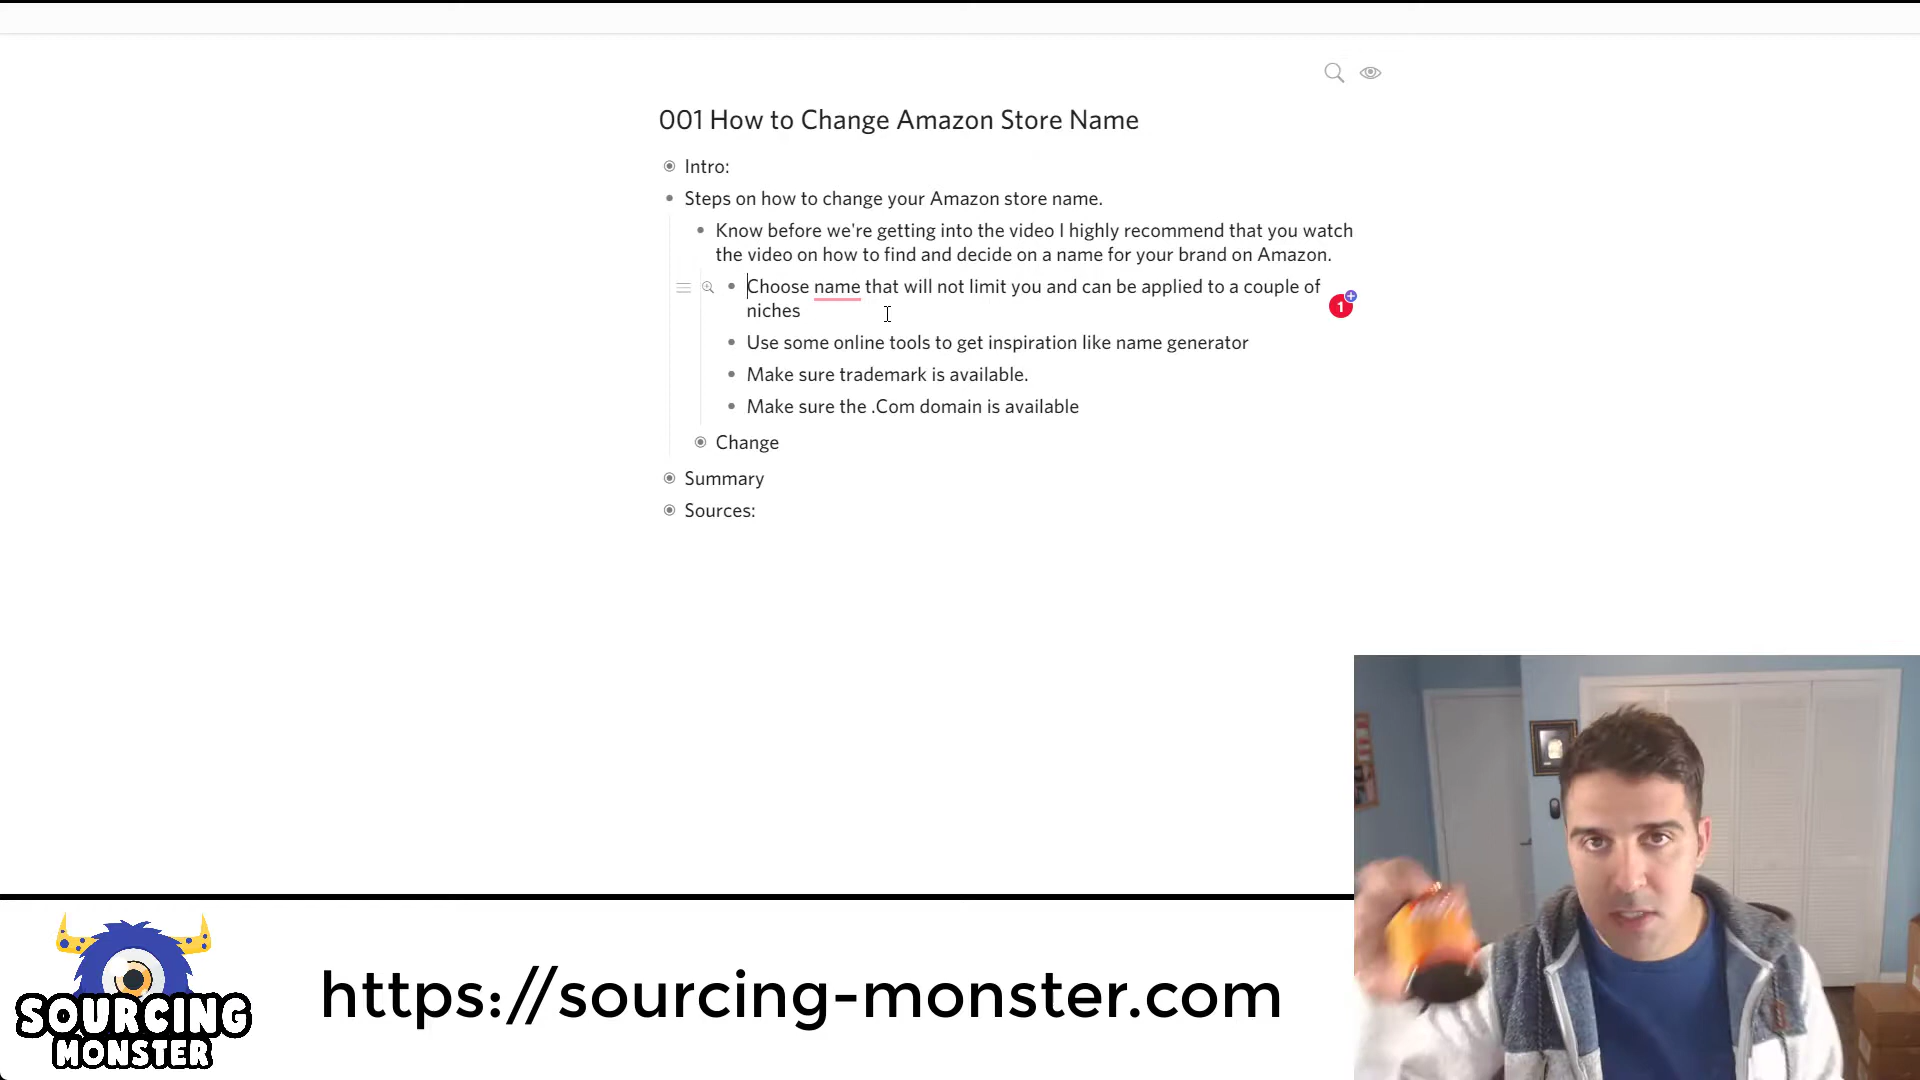 001 How to Change Amazon Store Name
Intro:
Steps on how to change your Amazon store name.
Know before we're getting into the video I highly recommend that you watch
the video on how to find and decide on a name for your brand on Amazon.
Choose name that will not limit you and can be applied to a couple of
niches
1
Use some online tools to get inspiration like name generator
Make sure trademark is available.
Make sure the .Com domain is available
Change
Summary
Sources:
SOURCING
MONSTER
https://sourcing-monster.com